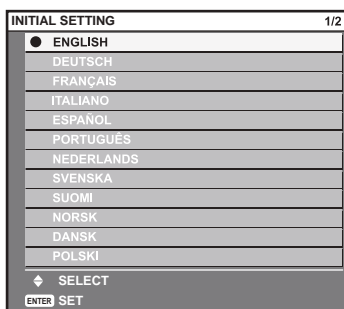 INITIAL SETTING 1/2
ENGLISH
DEUTSCH
FRANÇAIS
ITALIANO
ESPAÑOL
PORTUGUÊS
NEDERLANDS
SVENSKA
SUOMI
NORSK
DANSK
POLSKI
SELECT
ENTER SET